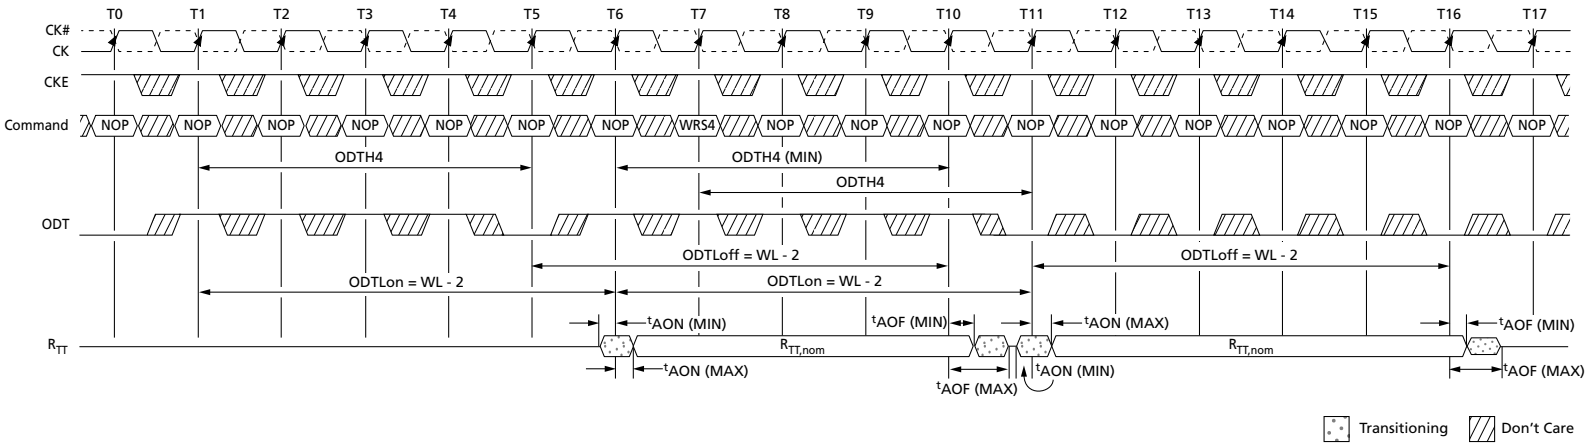 T0 T1 T2 T3 T4 T5 T6 T7 T8 T9 T10 T11 T12 T13 T14 T15 T16 T17
CK#
CK
CKE
Command NOP NOP NOP NOP NOP NOP NOP WRS4 NOP NOP NOP NOP NOP NOP NOP NOP NOP NOP
ODTH4 ODTH4 (MIN)
ODTH4
ODT
ODTLoff = WL - 2 ODTLoff = WL - 2
ODTLon = WL - 2 ODTLon = WL - 2
tAON (MIN) tAOF (MIN) tAON (MAX) tAOF (MIN)
RTT RTT,nom RTT,nom
tAON (MAX) tAON (MIN) tAOF (MAX)
tAOF (MAX)
Transitioning Don't Care